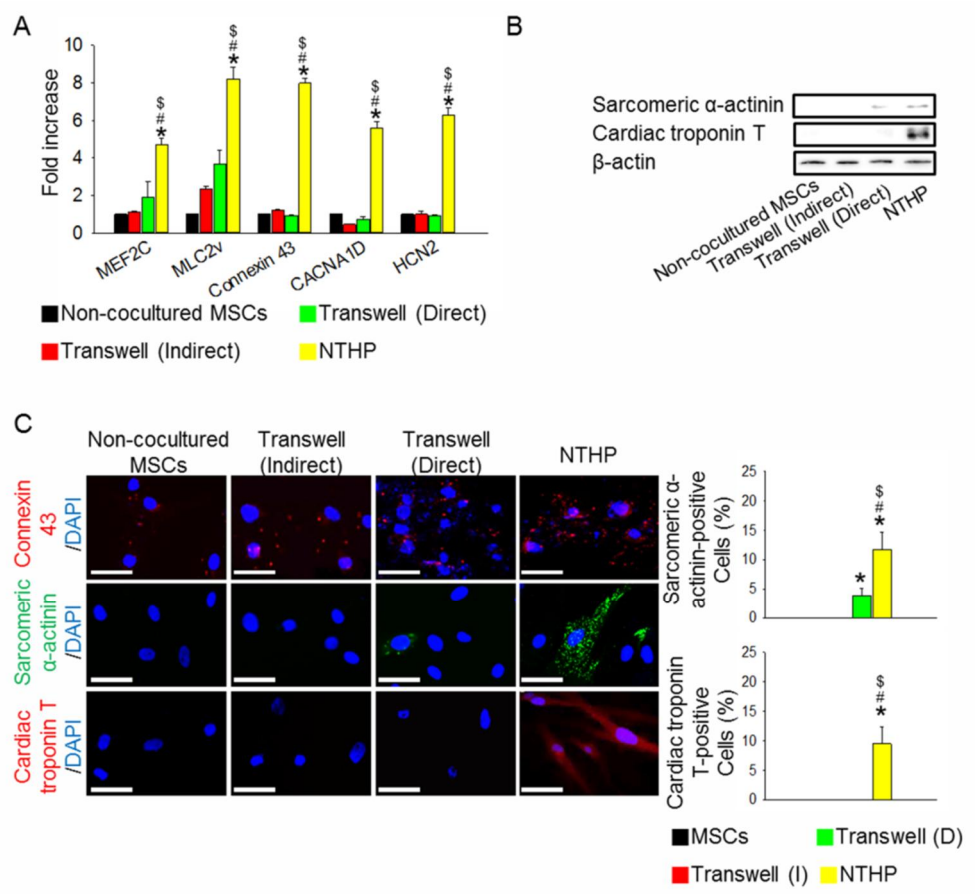 A
Fold increase
10
8
6
4
2
0
$
#
*
$
#
*
$
#
*
$
#
*
$
#
*
MEF2C
MLC2v
Connexin 43
CACNA1D
HCN2
Non-cocultured MSCs
Transwell (Direct)
Transwell (Indirect)
NTHP
B
Sarcomeric α-actinin
Cardiac troponin T
β-actin
Non-cocultured MSCs
Transwell (Indirect)
Transwell (Direct)
NTHP
C
Non-cocultured
MSCs
Transwell
(Indirect)
Transwell
(Direct)
NTHP
Connexin
43
/DAPI
Sarcomeric
α-actinin
/DAPI
Cardiac
troponin T
/DAPI
Sarcomeric α-
actinin-positive
Cells (%)
25
20
15
10
5
0
*
$
#
*
Cardiac troponin
T-positive
Cells (%)
25
20
15
10
5
0
$
#
*
MSCs
Transwell (D)
Transwell (I)
NTHP